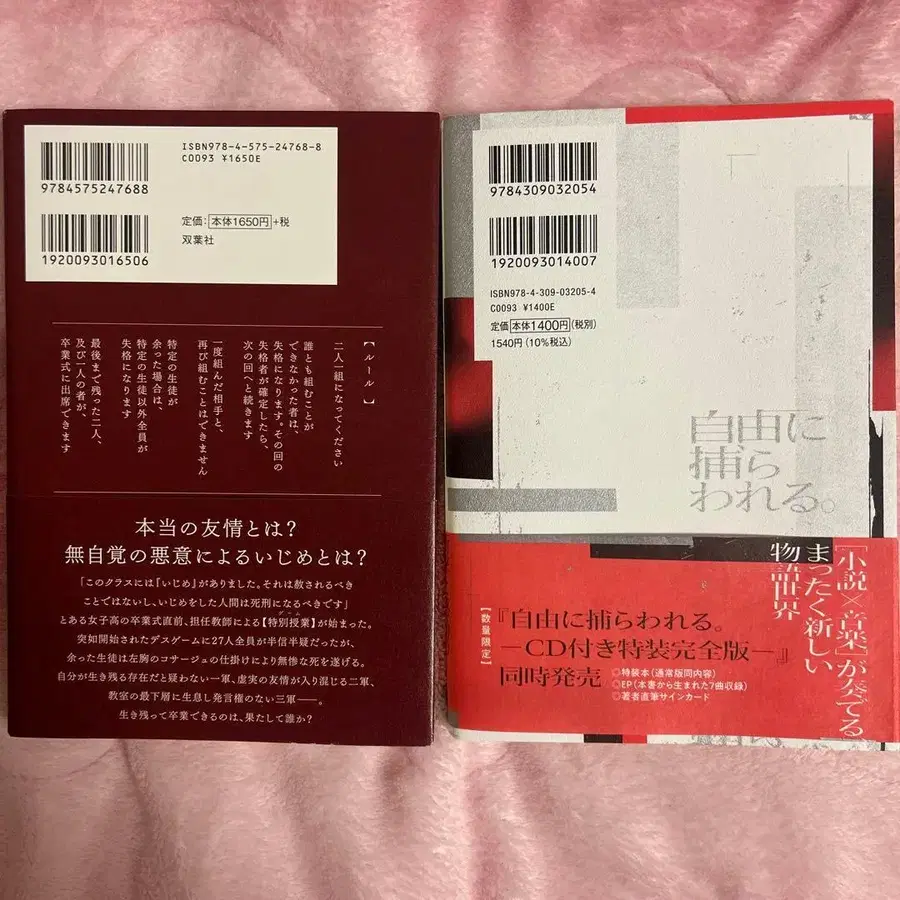 ISBN978-4-575-24768-8
C0093 ¥1650E
9784575247688
定価:本体1650円+税
双葉社
1920093016506
【ルール】
二人一組になってください
誰とも組むことが
できなかった者は、
失格になります。その回の
失格者が確定したら、
次の回へと続きます
一度組んだ相手と、
再び組むことはできません
特定の生徒が
余った場合は、
特定の生徒以外全員が
失格になります
最後まで残った二人、
及び一人の者が、
卒業式に出席できます
本当の友情とは?
無自覚の悪意によるいじめとは?
「このクラスには「いじめ」がありました。それは赦されるべき
ことではないし、いじめをした人間は死刑になるべきです」
とある女子高の卒業式直前、担任教師による【特別授業】ゲームが始まった。
突如開始されたデスゲームに27人全員が半信半疑だったが、
余った生徒は左胸のコサージュの仕掛けにより無惨な死を遂げる。
自分が生き残る存在だと疑わない一軍、虚実の友情が入り混じる二軍、
教室の最下層に生息し発言権のない三軍――。
生き残って卒業できるのは、果たして誰か?
9784309032054
1920093014007
ISBN978-4-309-03205-4
C0093 ¥1400E
定価 本体1400円(税別)
1540円(10%税込)
自由に
捕ら
われる。
[小説×音楽]が奏でる、
まったく新しい
物語世界
【数量限定】
『自由に捕らわれる。
―CD付き特装完全版―』
同時発売
◎特装本(通常版同内容)
◎EP(本書から生まれた7曲収録)
◎著者直筆サインカード